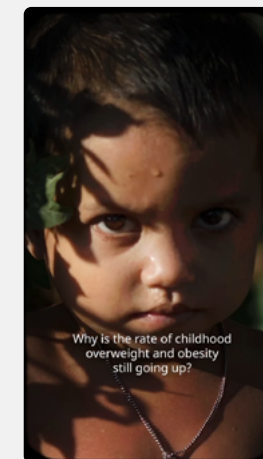 Why is the rate of childhood
overweight and obesity
still going up?